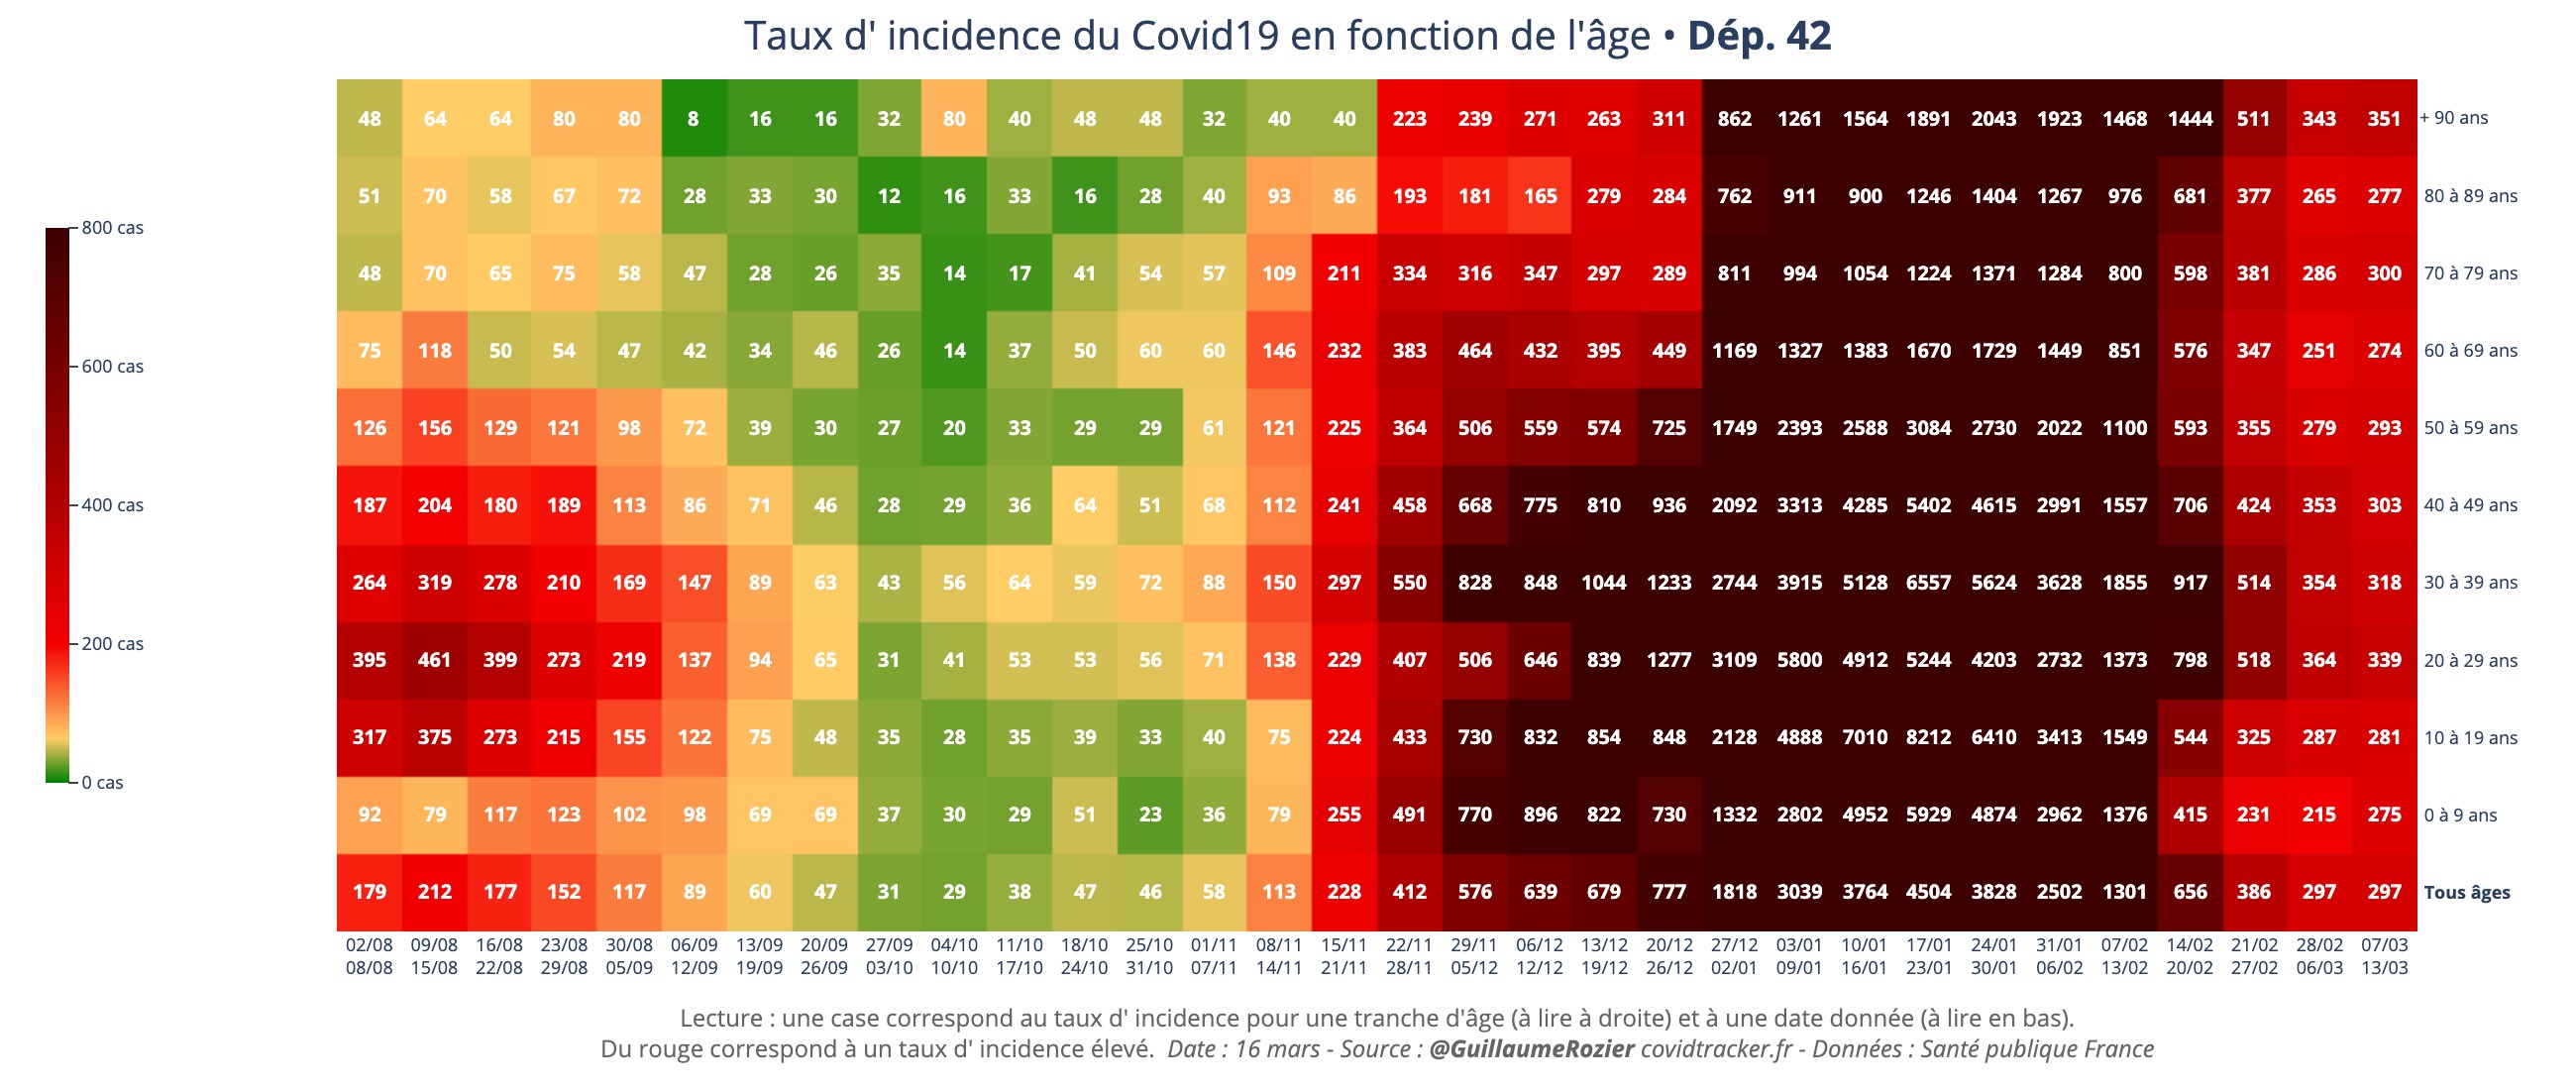 Taux d' incidence du Covid19 en fonction de l'âge • Dép. 42
800 cas
600 cas
400 cas
200 cas
0 cas
48 64 64 80 80 8 16 16 32 80 40 48 48 32 40 40 223 239 271 263 311 862 1261 1564 1891 2043 1923 1468 1444 511 343 351 + 90 ans
51 70 58 67 72 28 33 30 12 16 33 16 28 40 93 86 193 181 165 279 284 762 911 900 1246 1404 1267 976 681 377 265 277 80 à 89 ans
48 70 65 75 58 47 28 26 35 14 17 41 54 57 109 211 334 316 347 297 289 811 994 1054 1224 1371 1284 800 598 381 286 300 70 à 79 ans
75 118 50 54 47 42 34 46 26 14 37 50 60 60 146 232 383 464 432 395 449 1169 1327 1383 1670 1729 1449 851 576 347 251 274 60 à 69 ans
126 156 129 121 98 72 39 30 27 20 33 29 29 61 121 225 364 506 559 574 725 1749 2393 2588 3084 2730 2022 1100 593 355 279 293 50 à 59 ans
187 204 180 189 113 86 71 46 28 29 36 64 51 68 112 241 458 668 775 810 936 2092 3313 4285 5402 4615 2991 1557 706 424 353 303 40 à 49 ans
264 319 278 210 169 147 89 63 43 56 64 59 72 88 150 297 550 828 848 1044 1233 2744 3915 5128 6557 5624 3628 1855 917 514 354 318 30 à 39 ans
395 461 399 273 219 137 94 65 31 41 53 53 56 71 138 229 407 506 646 839 1277 3109 5800 4912 5244 4203 2732 1373 798 518 364 339 20 à 29 ans
317 375 273 215 155 122 75 48 35 28 35 39 33 40 75 224 433 730 832 854 848 2128 4888 7010 8212 6410 3413 1549 544 325 287 281 10 à 19 ans
92 79 117 123 102 98 69 69 37 30 29 51 23 36 79 255 491 770 896 822 730 1332 2802 4952 5929 4874 2962 1376 415 231 215 275 0 à 9 ans
179 212 177 152 117 89 60 47 31 29 38 47 46 58 113 228 412 576 639 679 777 1818 3039 3764 4504 3828 2502 1301 656 386 297 297 Tous âges
02/08 09/08 16/08 23/08 30/08 06/09 13/09 20/09 27/09 04/10 11/10 18/10 25/10 01/11 08/11 15/11 22/11 29/11 06/12 13/12 20/12 27/12 03/01 10/01 17/01 24/01 31/01 07/02 14/02 21/02 28/02 07/03
08/08 15/08 22/08 29/08 05/09 12/09 19/09 26/09 03/10 10/10 17/10 24/10 31/10 07/11 14/11 21/11 28/11 05/12 12/12 19/12 26/12 02/01 09/01 16/01 23/01 30/01 06/02 13/02 20/02 27/02 06/03 13/03
Lecture : une case correspond au taux d' incidence pour une tranche d'âge (à lire à droite) et à une date donnée (à lire en bas).
Du rouge correspond à un taux d' incidence élevé. Date : 16 mars - Source : @GuillaumeRozier covidtracker.fr - Données : Santé publique France